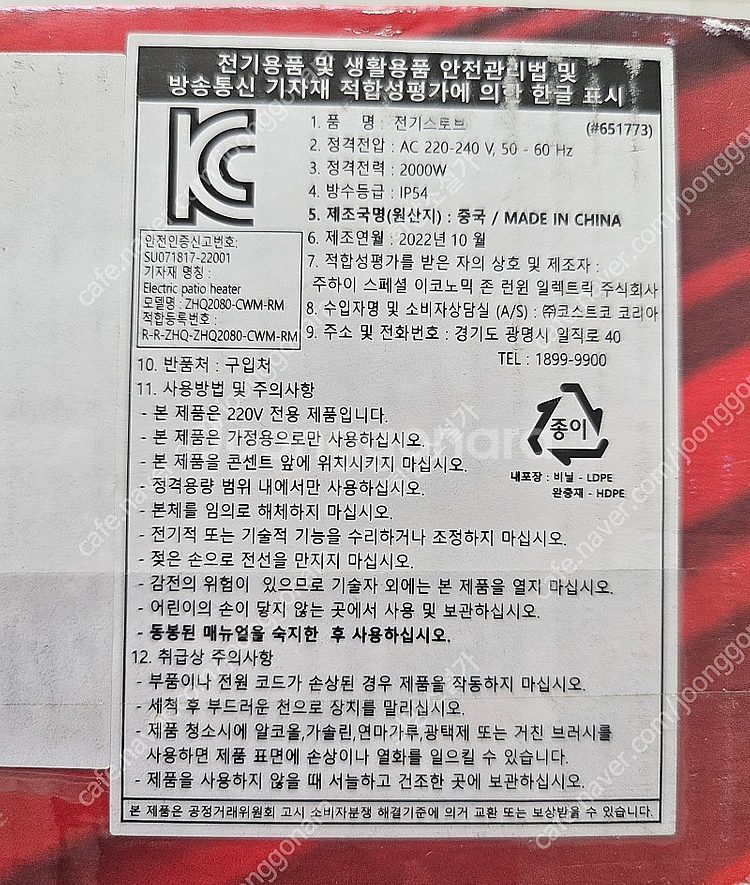 전기용품 및 생활용품 안전관리법 및
방송통신 기자재 적합성평가에 의한 한글 표시
1. 품 명 : 전기스토브 (#651773)
2. 정격전압 : AC 220-240 V, 50 - 60 Hz
3. 정격전력 : 2000W
4. 방수등급 : IP54
5. 제조국명(원산지) : 중국 / MADE IN CHINA
6. 제조연월 : 2022년 10 월
7. 적합성평가를 받은 자의 상호 및 제조자 :
주하이 스페셜 이코노믹 존 런윈 일렉트릭 주식회사
8. 수입자명 및 소비자상담실 (A/S) : ㈜코스트코 코리아
9. 주소 및 전화번호 : 경기도 광명시 일직로 40
TEL : 1899-9900
안전인증신고번호:
SU071817-22001
기자재 명칭 :
Electric patio heater
모델명 : ZHQ2080-CWM-RM
적합등록번호 :
R-R-ZHQ-ZHQ2080-CWM-RM
10. 반품처 : 구입처
11. 사용방법 및 주의사항
- 본 제품은 220V 전용 제품입니다.
- 본 제품은 가정용으로만 사용하십시오.
- 본 제품을 콘센트 앞에 위치시키지 마십시오.
- 정격용량 범위 내에서만 사용하십시오.
- 본체를 임의로 해체하지 마십시오.
- 전기적 또는 기술적 기능을 수리하거나 조정하지 마십시오.
- 젖은 손으로 전선을 만지지 마십시오.
- 감전의 위험이 있으므로 기술자 외에는 본 제품을 열지 마십시오.
- 어린이의 손이 닿지 않는 곳에서 사용 및 보관하십시오.
- 동봉된 매뉴얼을 숙지한 후 사용하십시오.
종이
내포장 : 비닐 - LDPE
완충재 - HDPE
12. 취급상 주의사항
- 부품이나 전원 코드가 손상된 경우 제품을 작동하지 마십시오.
- 세척 후 부드러운 천으로 장치를 말리십시오.
- 제품 청소시에 알코올,가솔린,연마가루,광택제 또는 거친 브러시를
사용하면 제품 표면에 손상이나 열화를 일으킬 수 있습니다.
- 제품을 사용하지 않을 때 서늘하고 건조한 곳에 보관하십시오.
본 제품은 공정거래위원회 고시 소비자분쟁 해결기준에 의거 교환 또는 보상받을 수 있습니다.